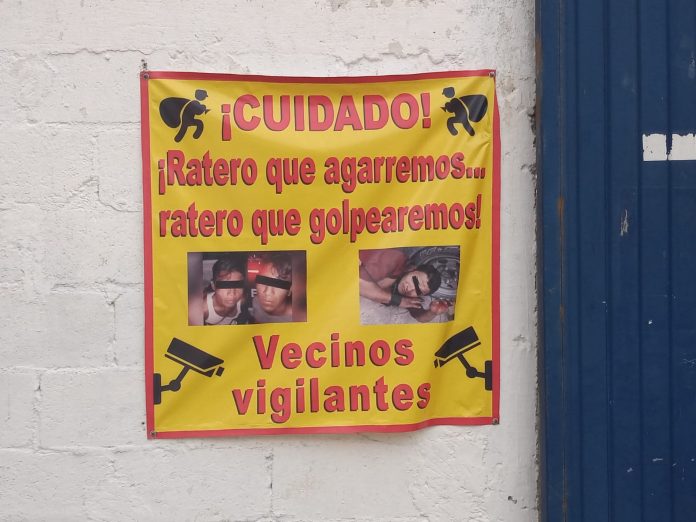 ¡CUIDADO!
¡Ratero que agarremos...
ratero que golpearemos!
Vecinos
vigilantes